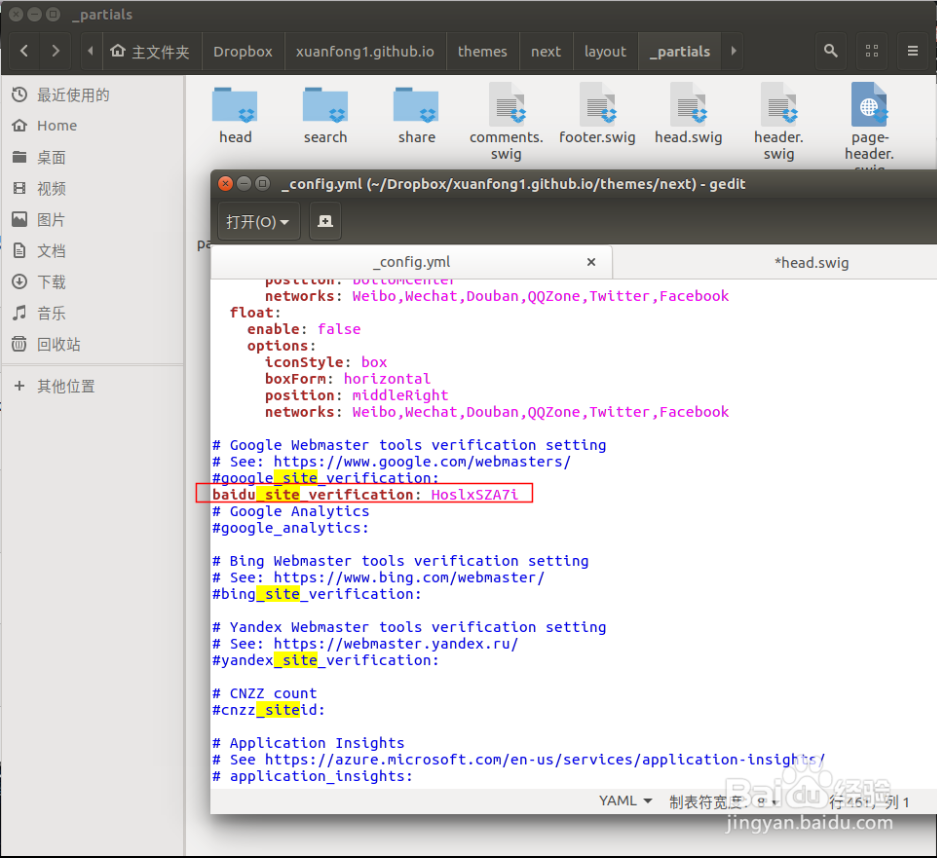 _partials
主文件夹 Dropbox xuanfong1.github.io themes next layout _partials
最近使用的
Home
桌面
视频
图片
文档
下载
音乐
回收站
+ 其他位置
head search share comments.swig footer.swig head.swig header.swig page-header.swig
pa
_config.yml (~/Dropbox/xuanfong1.github.io/themes/next) - gedit
打开(O)
_config.yml × *head.swig
position: bottomCenter
networks: Weibo,Wechat,Douban,QQZone,Twitter,Facebook
float:
enable: false
options:
iconStyle: box
boxForm: horizontal
position: middleRight
networks: Weibo,Wechat,Douban,QQZone,Twitter,Facebook
# Google Webmaster tools verification setting
# See: https://www.google.com/webmasters/
#google_site_verification:
baidu_site_verification: HoslxSZA7i
# Google Analytics
#google_analytics:
# Bing Webmaster tools verification setting
# See: https://www.bing.com/webmaster/
#bing_site_verification:
# Yandex Webmaster tools verification setting
# See: https://webmaster.yandex.ru/
#yandex_site_verification:
# CNZZ count
#cnzz_siteid:
# Application Insights
# See https://azure.microsoft.com/en-us/services/application-insights/
# application_insights:
YAML 制表符宽度: 8 行 461, 列 1
Baidu 经验
jingyan.baidu.com